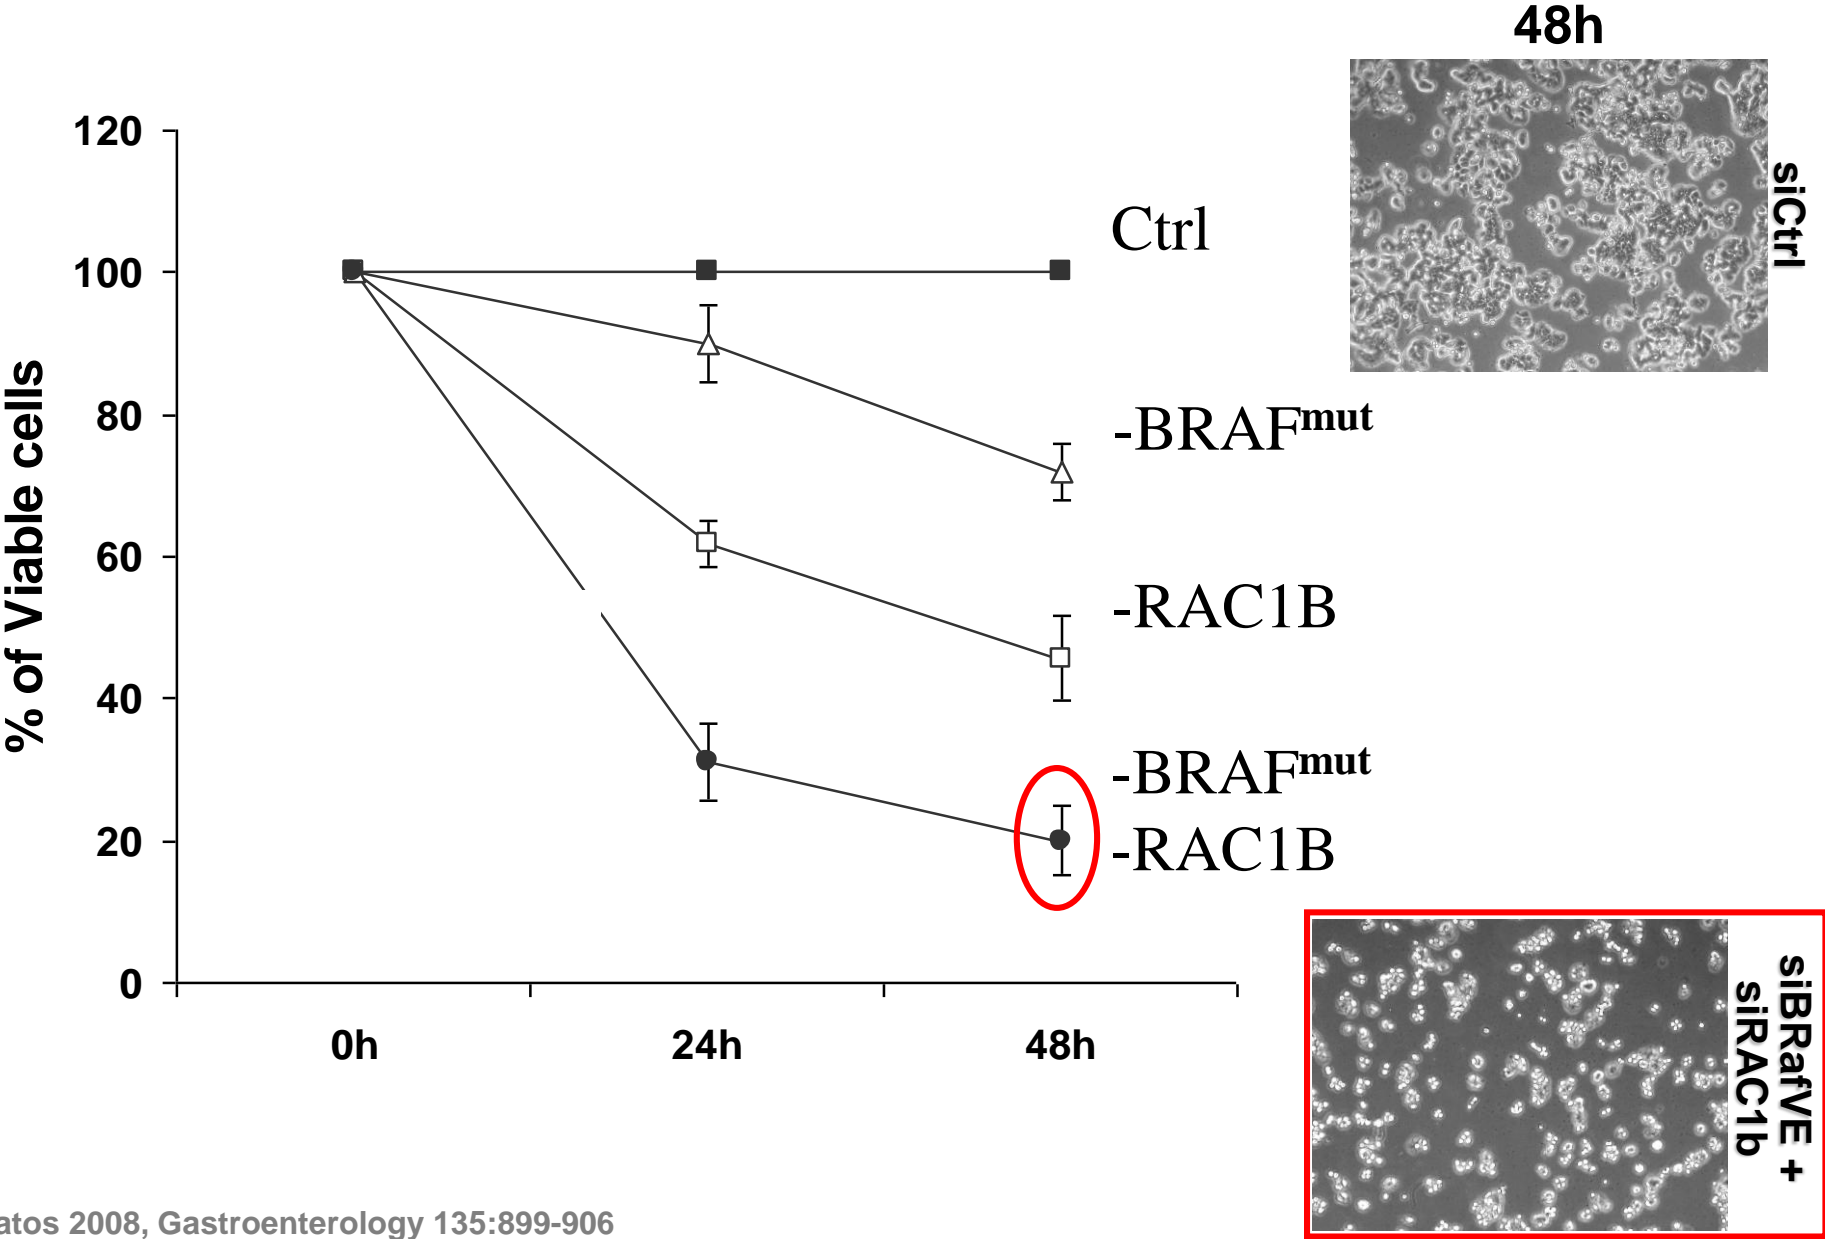 48h
siCtrl
120
100
80
60
40
20
0
% of Viable cells
Ctrl
-BRAFmut
-RAC1B
-BRAFmut
-RAC1B
0h
24h
48h
siBRafVE +
siRAC1b
2008, Gastroenterology 135:899-906